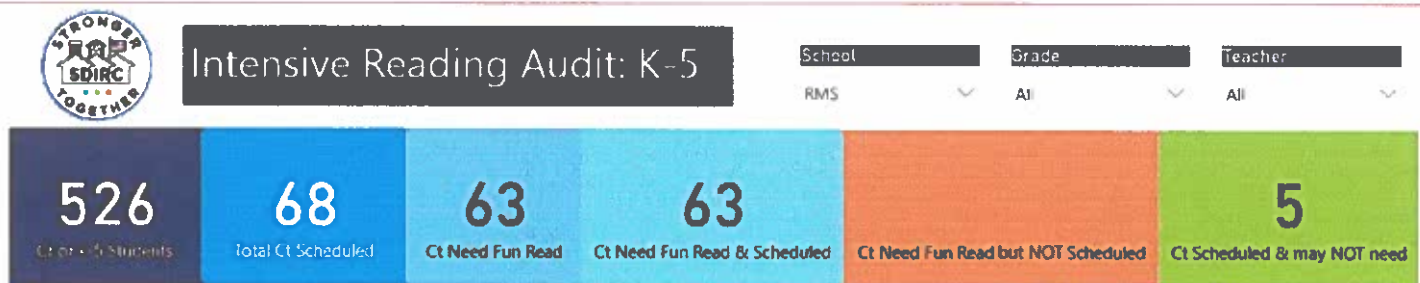 STRONGER
SDIRC
TOGETHER
Intensive Reading Audit: K-5
School Grade Teacher
RMS All All
526 68 63 63 5
Students Total Ct Scheduled Ct Need Fun Read Ct Need Fun Read & Scheduled Ct Need Fun Read but NOT Scheduled Ct Scheduled & may NOT need